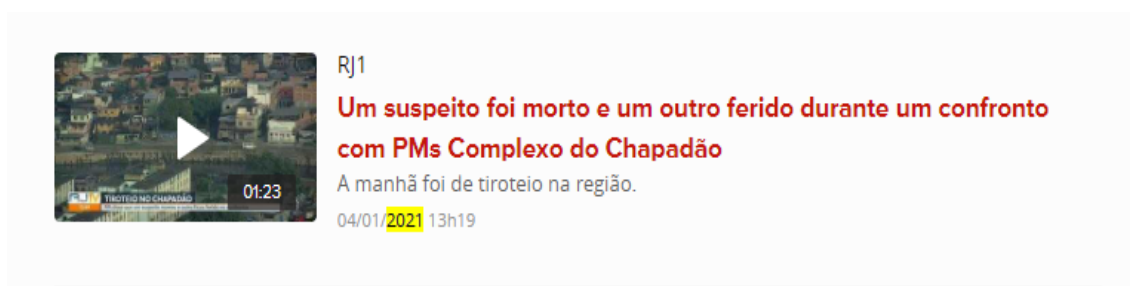 RJ1
Um suspeito foi morto e um outro ferido durante um confronto
com PMs Complexo do Chapadão
A manhã foi de tiroteio na região.
04/01/2021 13h19
01:23
TIROTEIO NO CHAPADÃO